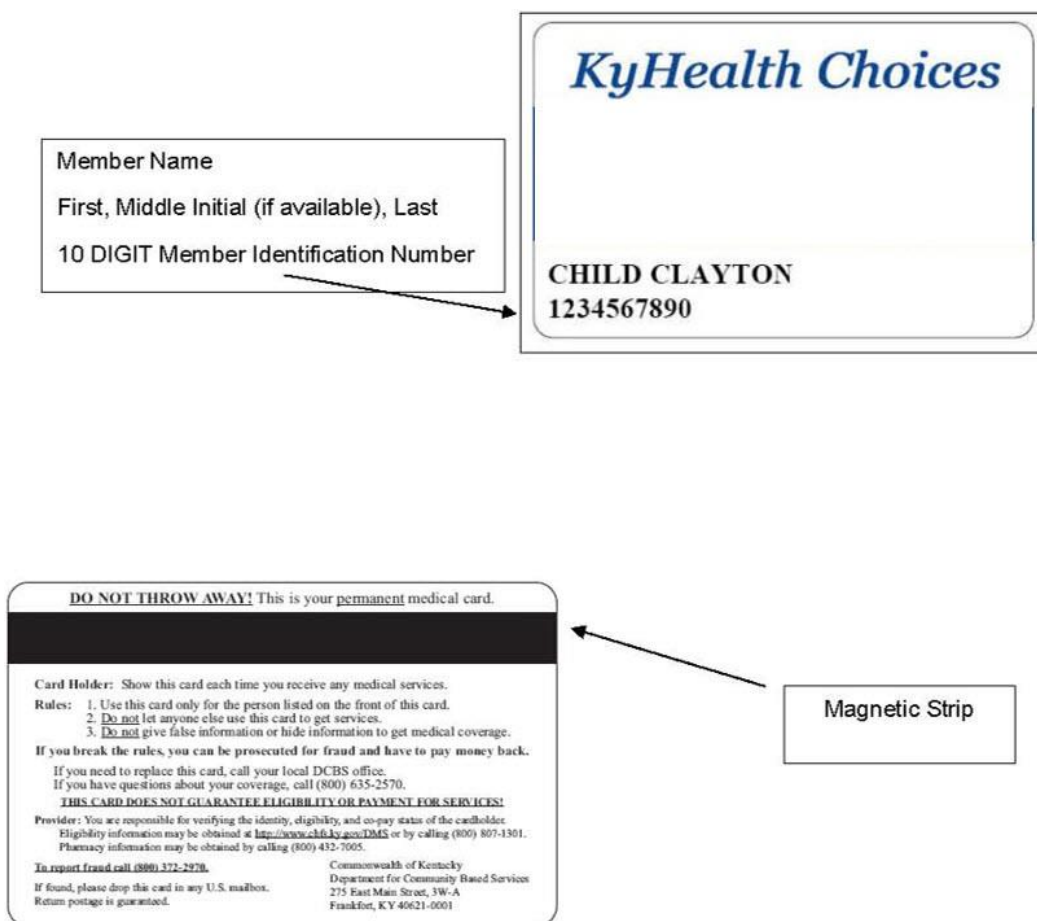 KyHealth Choices
Member Name
First, Middle Initial (if available), Last
10 DIGIT Member Identification Number
CHILD CLAYTON
1234567890
DO NOT THROW AWAY! This is your permanent medical card.
Card Holder: Show this card each time you receive any medical services.
Rules: 1. Use this card only for the person listed on the front of this card.
2. Do not let anyone else use this card to get services.
3. Do not give false information or hide information to get medical coverage.
If you break the rules, you can be prosecuted for fraud and have to pay money back.
If you need to replace this card, call your local DCBS office.
If you have questions about your coverage, call (800) 635-2570.
THIS CARD DOES NOT GUARANTEE ELIGIBILITY OR PAYMENT FOR SERVICES!
Provider: You are responsible for verifying the identity, eligibility, and co-pay status of the cardholder.
Eligibility information may be obtained at http://www.chfs.ky.gov/DMS or by calling (800) 807-1301.
Pharmacy information may be obtained by calling (800) 432-7005.
To report fraud call (800) 372-2970.
If found, please drop this card in any U.S. mailbox.
Return postage is guaranteed.
Commonwealth of Kentucky
Department for Community Based Services
275 East Main Street, 3W-A
Frankfort, KY 40621-0001
Magnetic Strip